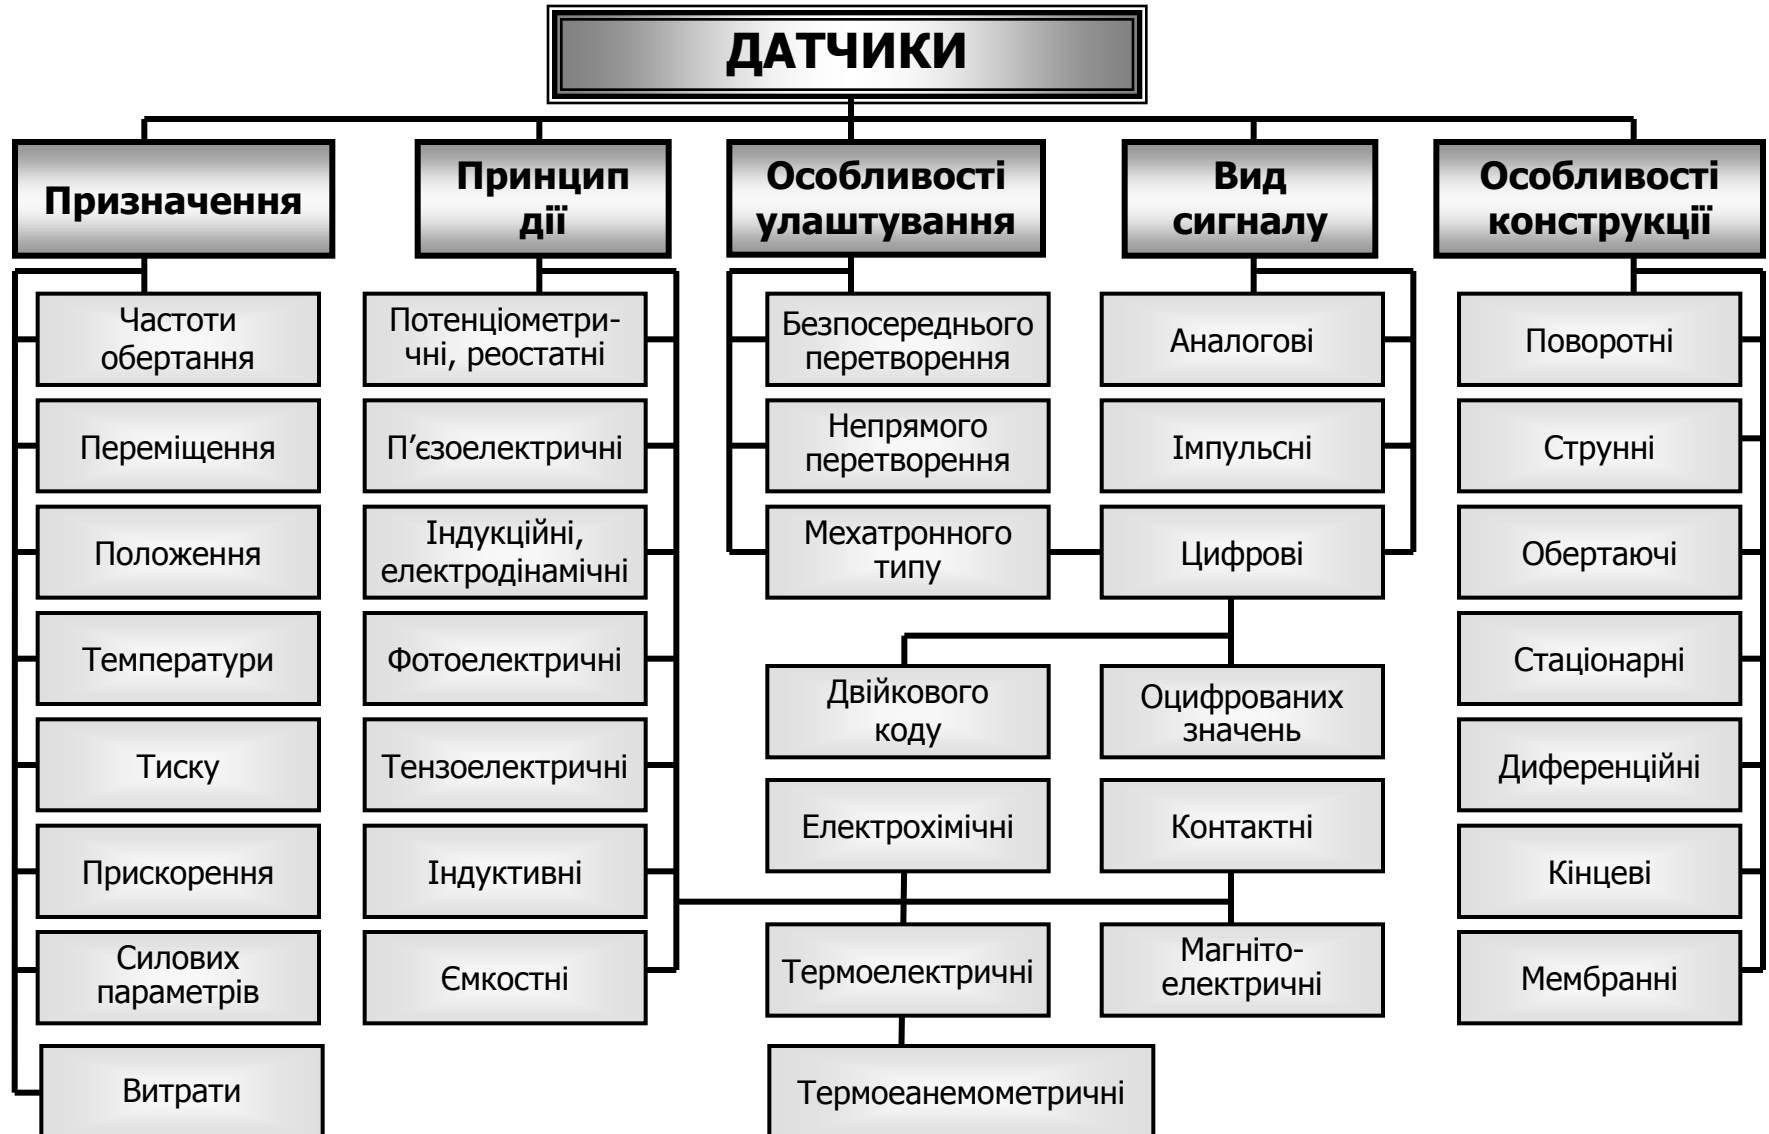 ДАТЧИКИ
Призначення
Принцип
дії
Особливості
улаштування
Вид
сигналу
Особливості
конструкції
Частоти
обертання
Переміщення
Положення
Температури
Тиску
Прискорення
Силових
параметрів
Витрати
Потенціометри-
чні, реостатні
П’єзоелектричні
Індукційні,
електродінамічні
Фотоелектричні
Тензоелектричні
Індуктивні
Ємкостні
Безпосереднього
перетворення
Непрямого
перетворення
Мехатронного
типу
Двійкового
коду
Електрохімічні
Термоелектричні
Термоеанемометричні
Аналогові
Імпульсні
Цифрові
Оцифрованих
значень
Контактні
Магніто-
електричні
Поворотні
Струнні
Обертаючі
Стаціонарні
Диференційні
Кінцеві
Мембранні